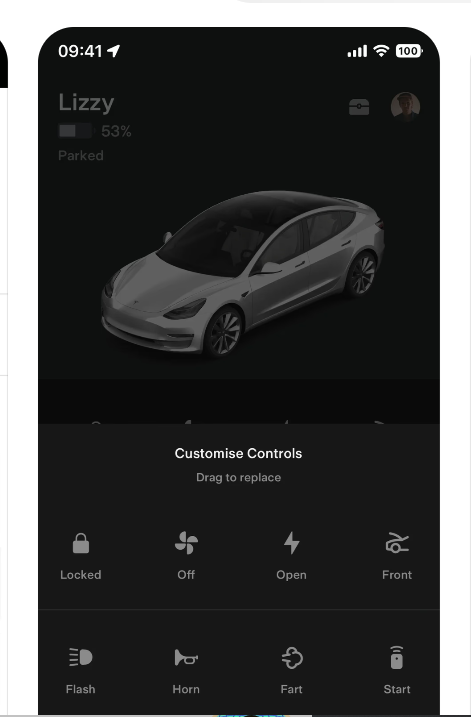 09:41
100
Lizzy
53%
Parked
Customise Controls
Drag to replace
Locked Off Open Front
Flash Horn Fart Start